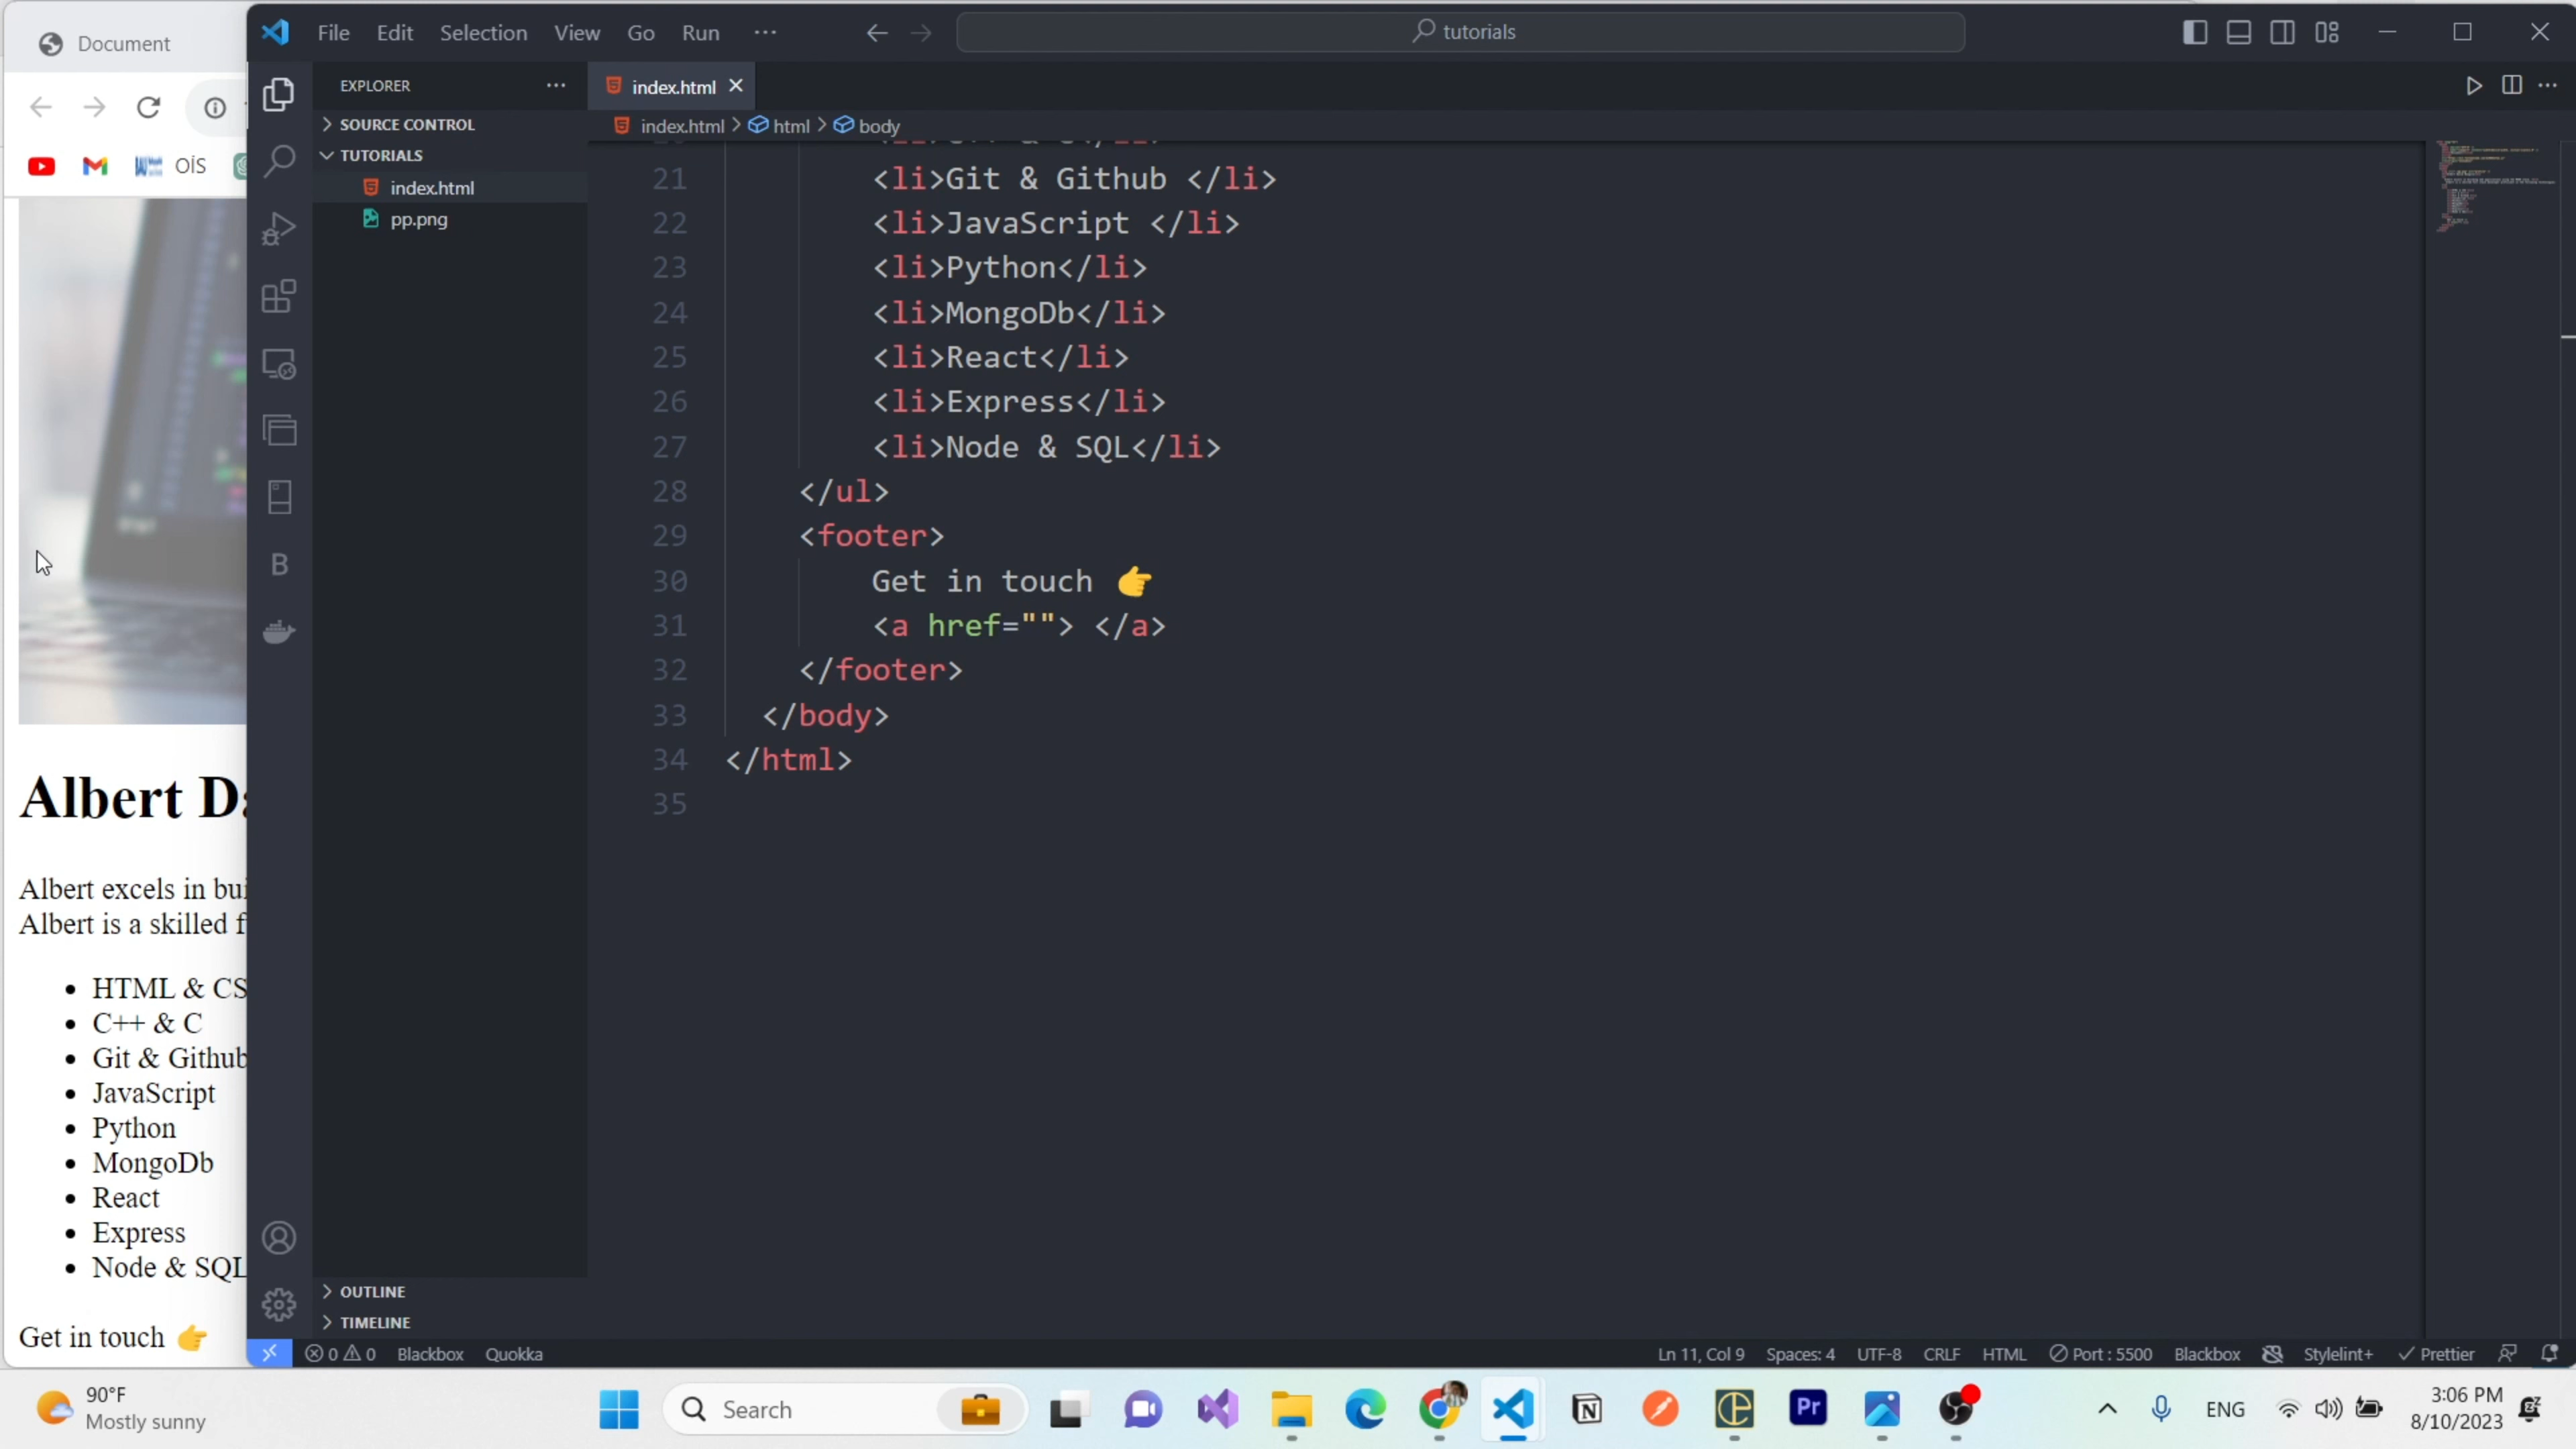 Document
File Edit Selection View Go Run ···
tutorials
OİS
EXPLORER ···
index.html
SOURCE CONTROL
TUTORIALS
index.html
pp.png
index.html > html > body
21 <li>Git & Github </li>
22 <li>JavaScript </li>
23 <li>Python</li>
24 <li>MongoDb</li>
25 <li>React</li>
26 <li>Express</li>
27 <li>Node & SQL</li>
28 </ul>
29 <footer>
30 Get in touch 👉
31 <a href=""> </a>
32 </footer>
33 </body>
34 </html>
35
Albert
Albert excels in
Albert is a skilled
• HTML &
• C++ & C
• Git & Github
• JavaScript
• Python
• MongoDb
• React
• Express
• Node & SQL
Get in touch 👉
OUTLINE
TIMELINE
0 0 Blackbox Quokka
Ln 11, Col 9 Spaces: 4 UTF-8 CRLF HTML Port : 5500 Blackbox Stylelint+ Prettier
90°F
Mostly sunny
Search
Pr
ENG
3:06 PM
8/10/2023